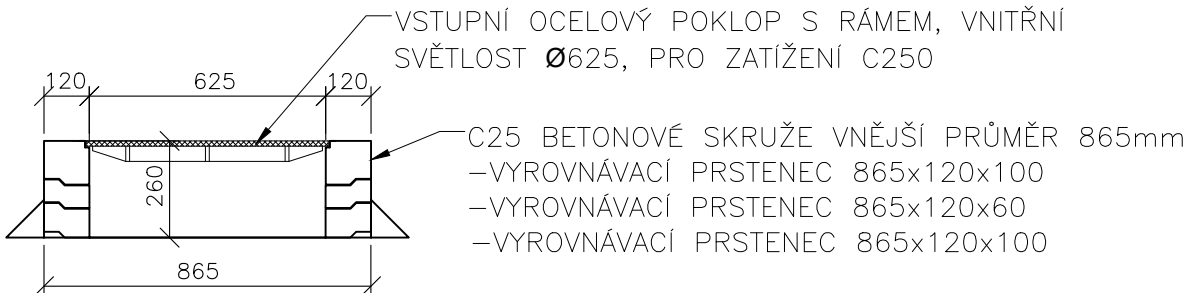 VSTUPNÍ OCELOVÝ POKLOP S RÁMEM, VNITŘNÍ
SVĚTLOST Ø625, PRO ZATÍŽENÍ C250
120 625 120
C25 BETONOVÉ SKRUŽE VNĚJŠÍ PRŮMĚR 865mm
-VYROVNÁVACÍ PRSTENEC 865x120x100
260
-VYROVNÁVACÍ PRSTENEC 865x120x60
-VYROVNÁVACÍ PRSTENEC 865x120x100
865